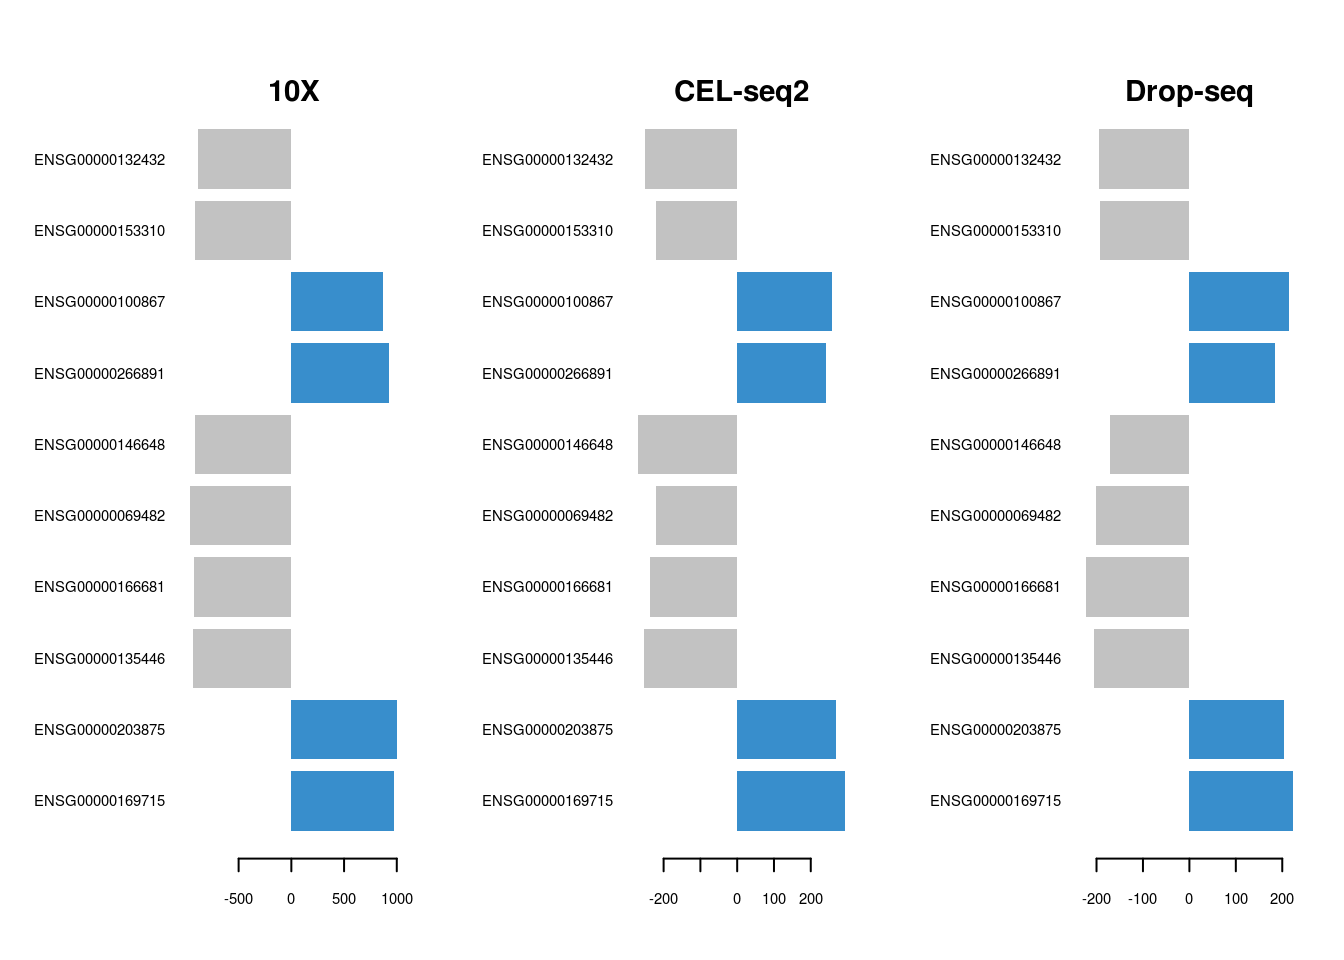 10X
ENSG00000132432
ENSG00000153310
ENSG00000100867
ENSG00000266891
ENSG00000146648
ENSG00000069482
ENSG00000166681
ENSG00000135446
ENSG00000203875
ENSG00000169715
-500 0 500 1000
CEL-seq2
ENSG00000132432
ENSG00000153310
ENSG00000100867
ENSG00000266891
ENSG00000146648
ENSG00000069482
ENSG00000166681
ENSG00000135446
ENSG00000203875
ENSG00000169715
-200 0 100 200
Drop-seq
ENSG00000132432
ENSG00000153310
ENSG00000100867
ENSG00000266891
ENSG00000146648
ENSG00000069482
ENSG00000166681
ENSG00000135446
ENSG00000203875
ENSG00000169715
-200 -100 0 100 200